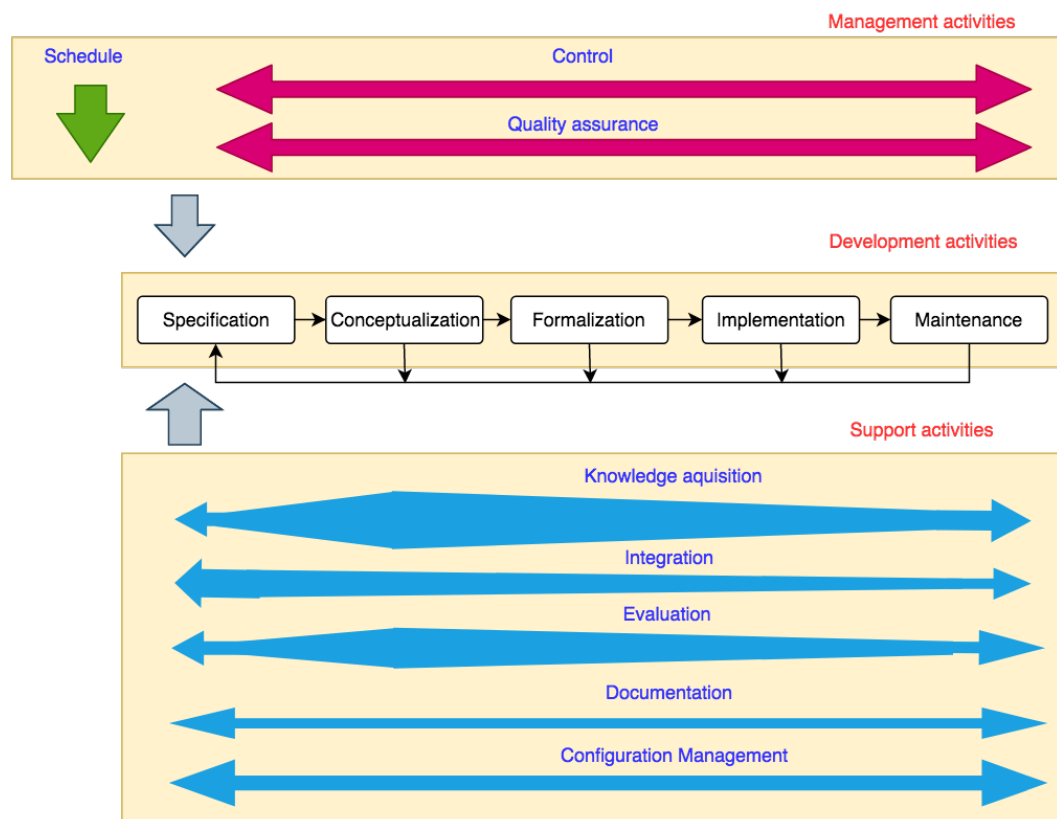 Management activities
Schedule
Control
Quality assurance
Development activities
Specification
Conceptualization
Formalization
Implementation
Maintenance
Support activities
Knowledge aquisition
Integration
Evaluation
Documentation
Configuration Management